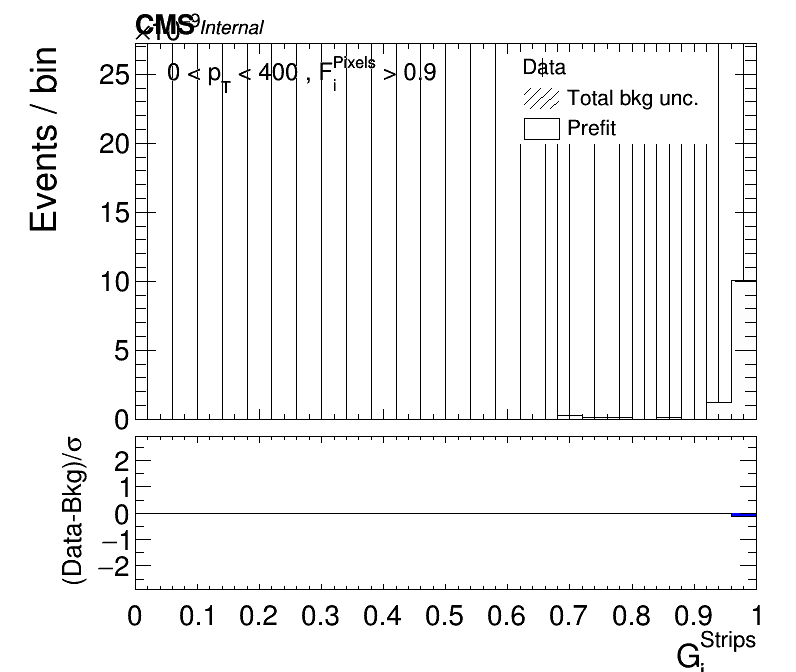 CMS Internal
×10⁻⁹
0 < p_T < 400 , F_i^Pixels > 0.9
Data
Total bkg unc.
Prefit
Events / bin
25
20
15
10
5
0
(Data-Bkg)/σ
2
1
0
−1
−2
0 0.1 0.2 0.3 0.4 0.5 0.6 0.7 0.8 0.9 1
G_i^Strips